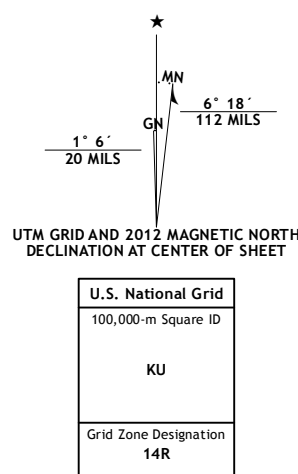 MN
GN
6° 18´
112 MILS
1° 6´
20 MILS
UTM GRID AND 2012 MAGNETIC NORTH
DECLINATION AT CENTER OF SHEET
U.S. National Grid
100,000-m Square ID
KU
Grid Zone Designation
14R